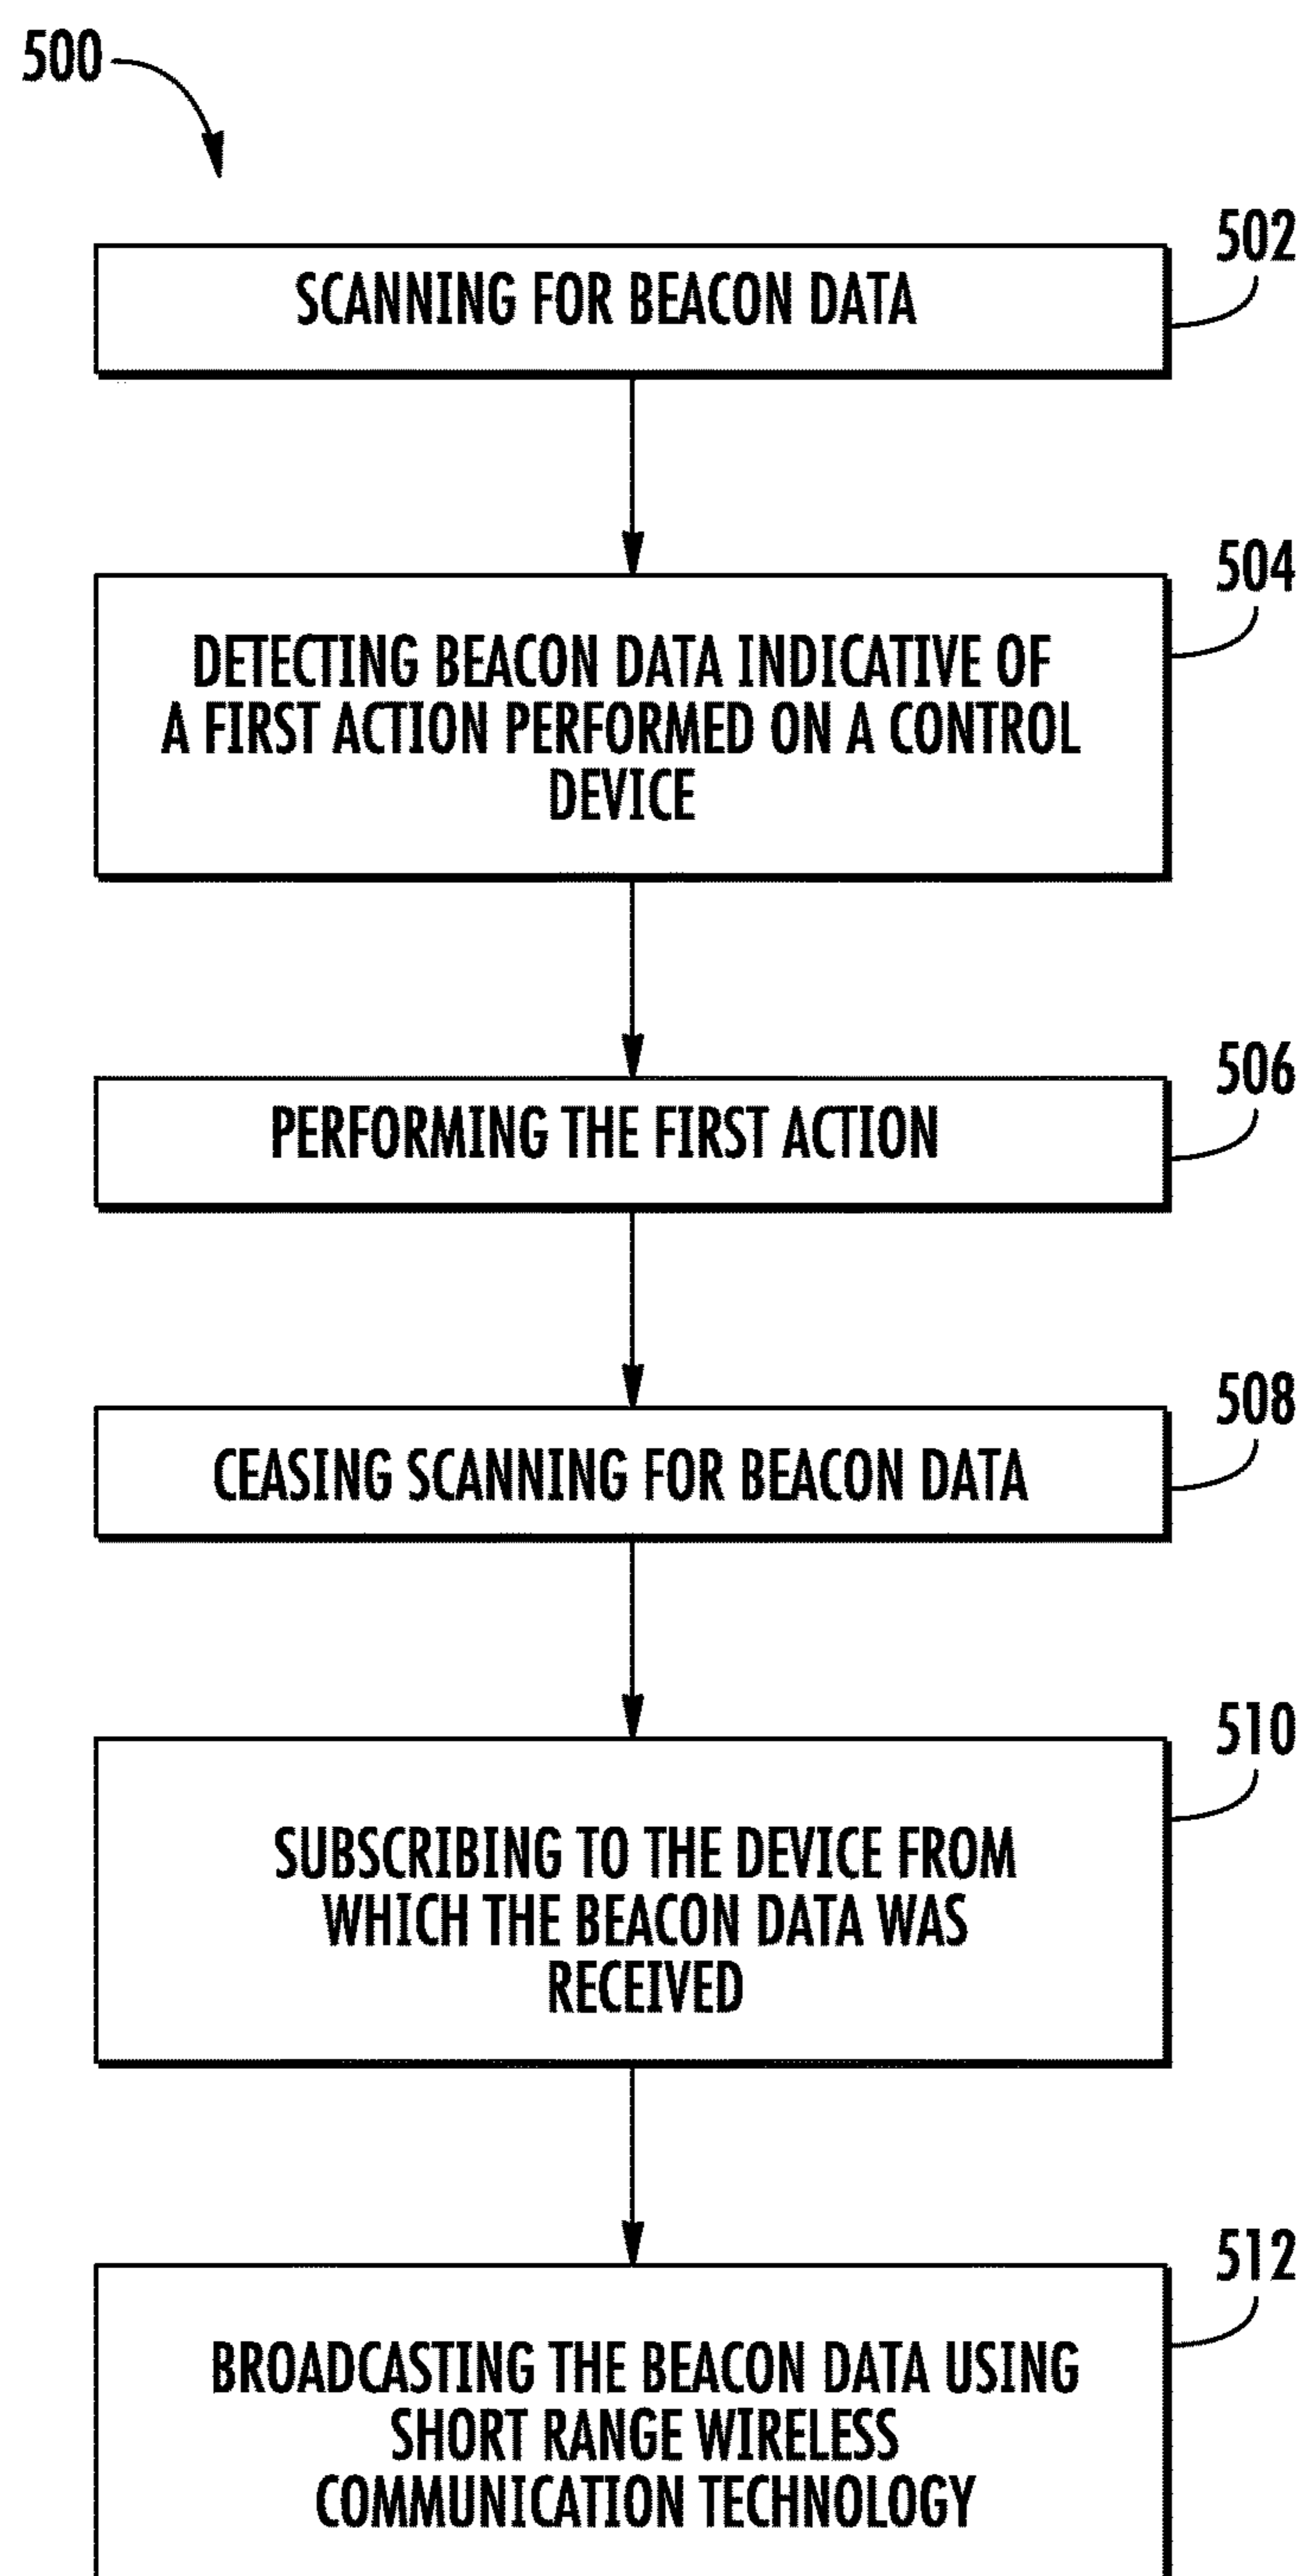 500
502
SCANNING FOR BEACON DATA
504
DETECTING BEACON DATA INDICATIVE OF
A FIRST ACTION PERFORMED ON A CONTROL
DEVICE
506
PERFORMING THE FIRST ACTION
508
CEASING SCANNING FOR BEACON DATA
510
SUBSCRIBING TO THE DEVICE FROM
WHICH THE BEACON DATA WAS
RECEIVED
512
BROADCASTING THE BEACON DATA USING
SHORT RANGE WIRELESS
COMMUNICATION TECHNOLOGY